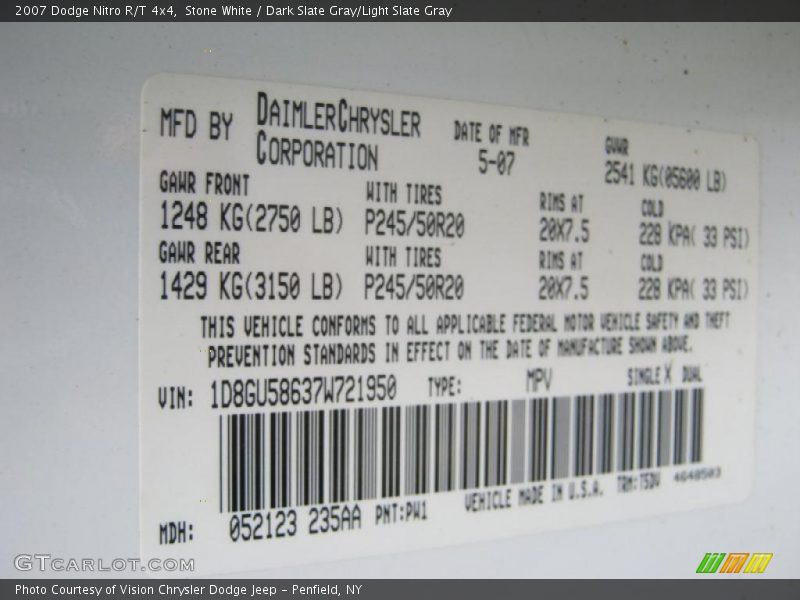 2007 Dodge Nitro R/T 4x4,  Stone White / Dark Slate Gray/Light Slate Gray
MFD BY DAIMLERCHRYSLER CORPORATION
DATE OF MFR 5-07
GVWR 2541 KG(05600 LB)
GAWR FRONT WITH TIRES RIMS AT COLD
1248 KG(2750 LB) P245/50R20 20X7.5 228 KPA( 33 PSI)
GAWR REAR WITH TIRES RIMS AT COLD
1429 KG(3150 LB) P245/50R20 20X7.5 228 KPA( 33 PSI)
THIS VEHICLE CONFORMS TO ALL APPLICABLE FEDERAL MOTOR VEHICLE SAFETY AND THEFT
PREVENTION STANDARDS IN EFFECT ON THE DATE OF MANUFACTURE SHOWN ABOVE.
VIN: 1D8GU58637W721950 TYPE: MPV SINGLE X DUAL
MDH: 052123 235AA PNT:PW1 VEHICLE MADE IN U.S.A. TRM:T5DV 4648503
GTCARLOT.COM
Photo Courtesy of Vision Chrysler Dodge Jeep – Penfield, NY